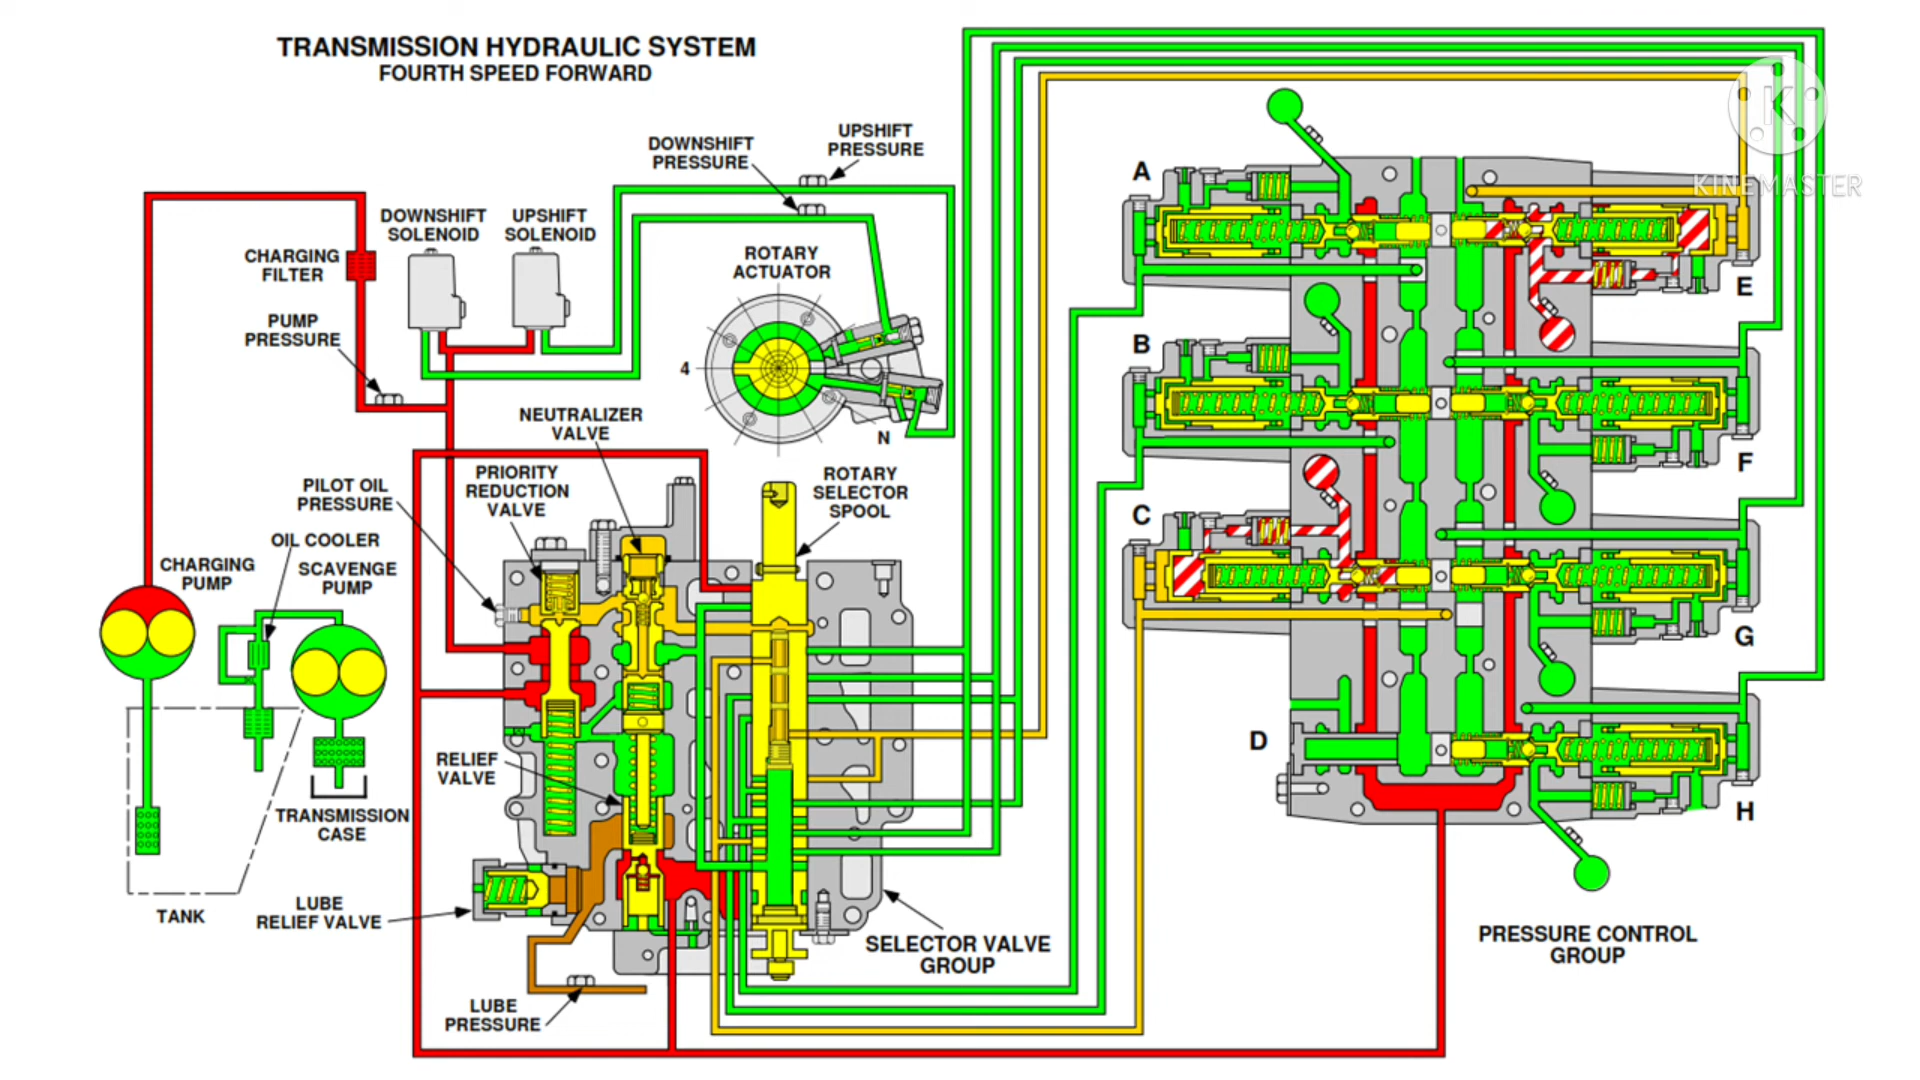 TRANSMISSION HYDRAULIC SYSTEM
FOURTH SPEED FORWARD
DOWNSHIFT
PRESSURE
UPSHIFT
PRESSURE
K
KINEMASTER
DOWNSHIFT
SOLENOID
UPSHIFT
SOLENOID
CHARGING
FILTER
ROTARY
ACTUATOR
PUMP
PRESSURE
4
N
NEUTRALIZER
VALVE
PRIORITY
REDUCTION
VALVE
PILOT OIL
PRESSURE
ROTARY
SELECTOR
SPOOL
OIL COOLER
CHARGING
PUMP
SCAVENGE
PUMP
RELIEF
VALVE
TRANSMISSION
CASE
TANK
LUBE
RELIEF VALVE
LUBE
PRESSURE
SELECTOR VALVE
GROUP
A
E
B
F
C
G
D
H
PRESSURE CONTROL
GROUP